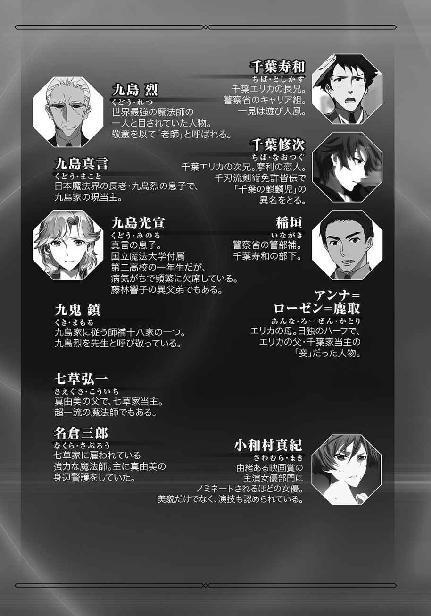 九島 烈
くどう・れつ
世界最強の魔法師の
一人と目されていた人物。
敬意を以て「老師」と呼ばれる。
九島真言
くどう・まこと
日本魔法界の長老・九島烈の息子で、
九島家の現当主。
九島光宣
くどう・みのる
真言の息子。
国立魔法大学付属
第二高校の一年生だが、
病気がちで頻繁に欠席している。
藤林響子の異父弟でもある。
九鬼 鎮
くき・まもる
九島家に従う師補十八家の一つ。
九島烈を先生と呼び敬っている。
七草弘一
さえぐさ・こういち
真由美の父で、七草家当主。
超一流の魔法師でもある。
名倉三郎
なくら・さぶろう
七草家に雇われている
強力な魔法師。主に真由美の
身辺警護をしていた。
千葉寿和
ちば・としかず
千葉エリカの長兄。
警察省のキャリア組。
一見は遊び人風。
千葉修次
ちば・なおつぐ
千葉エリカの次兄。摩利の恋人。
千刃流剣術免許皆伝で
「千葉の麒麟児」の
異名をとる。
稲垣
いながき
警察省の警部補。
千葉寿和の部下。
アンナ=
ローゼン=鹿取
あんな・ろーぜん・かとり
エリカの母。日独のハーフで、
エリカの父・千葉家当主の
「妾」だった人物。
小和村真紀
さわむら・まき
由緒ある映画賞の
主演女優部門に
ノミネートされるほどの女優。
美貌だけでなく、演技も認められている。